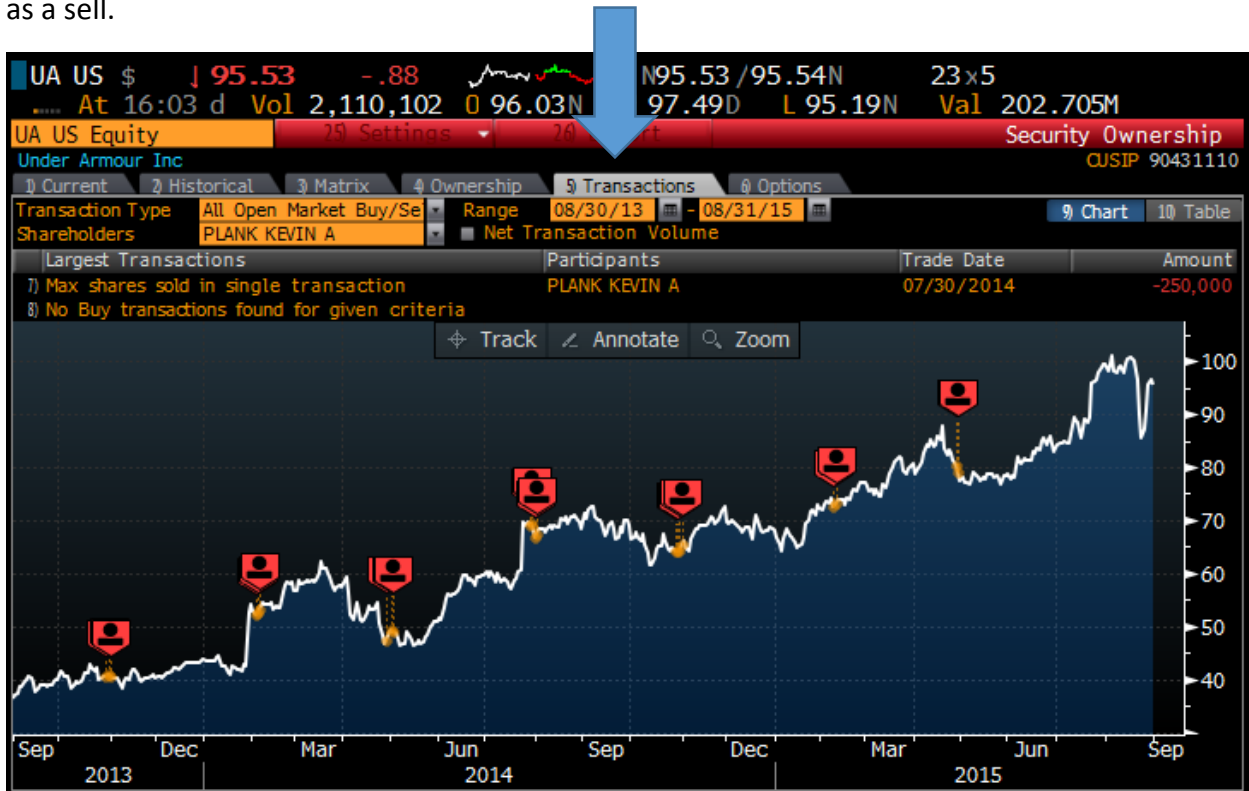 as a sell.
UA US $ ↓ 95.53 -.88 N95.53 / 95.54N 23 x 5
At 16:03 d Vol 2,110,102 O 96.03N 97.49D L 95.19N Val 202.705M
UA US Equity 25) Settings Security Ownership
Under Armour Inc CUSIP 90431110
1) Current 2) Historical 3) Matrix 4) Ownership 5) Transactions 6) Options
Transaction Type All Open Market Buy/Se Range 08/30/13 - 08/31/15 9) Chart 10) Table
Shareholders PLANK KEVIN A Net Transaction Volume
Largest Transactions Participants Trade Date Amount
7) Max shares sold in single transaction PLANK KEVIN A 07/30/2014 -250,000
8) No Buy transactions found for given criteria
Track Annotate Zoom
100
90
80
70
60
50
40
Sep Dec Mar Jun Sep Dec Mar Jun Sep
2013 2014 2015